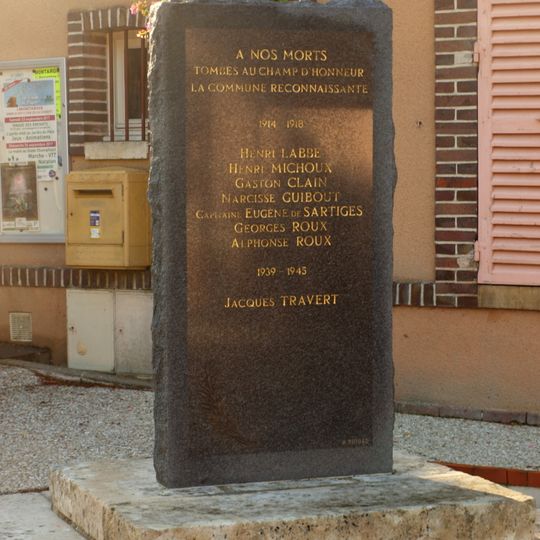 A NOS MORTS
TOMBÉS AU CHAMP D'HONNEUR
LA COMMUNE RECONNAISSANTE
1914 - 1918
HENRI LABBE
HENRI MICHOUX
GASTON CLAIN
NARCISSE GUIBOUT
CAPITAINE EUGÈNE DE SARTIGES
GEORGES ROUX
ALPHONSE ROUX
1939 - 1945
JACQUES TRAVERT